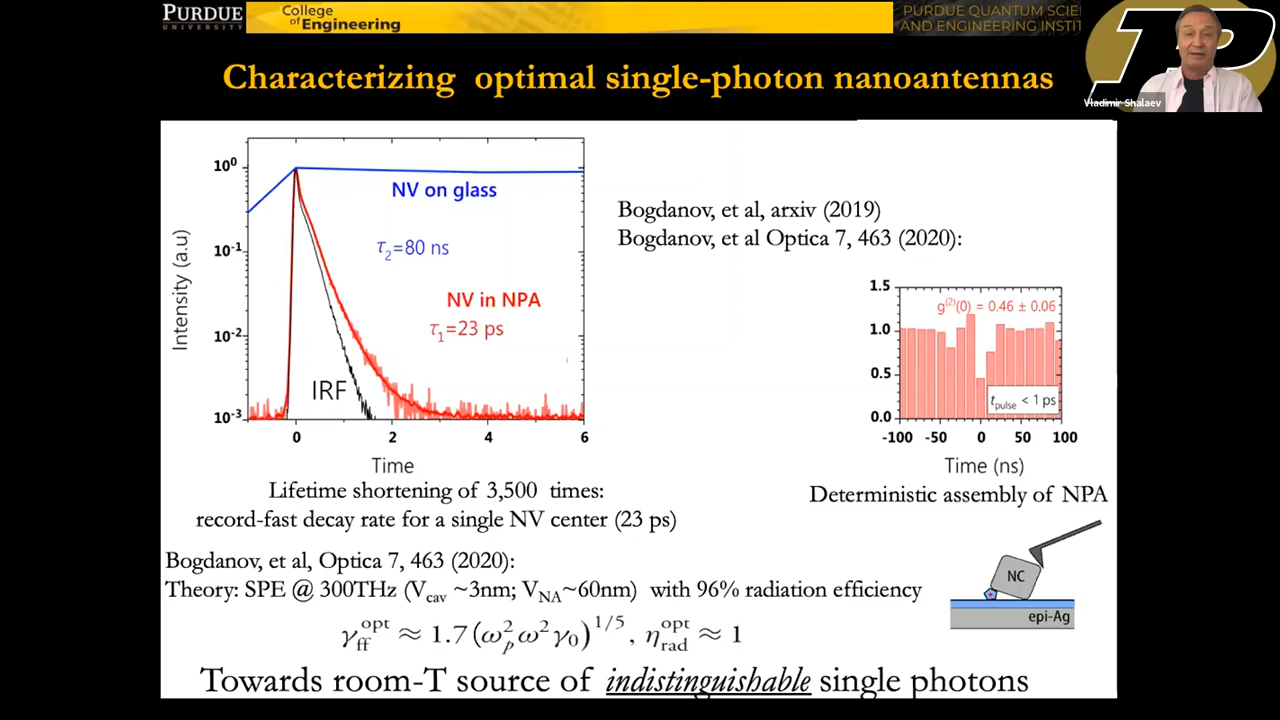 PURDUE
UNIVERSITY
College
of Engineering
PURDUE QUANTUM SCIE
AND ENGINEERING INSTIT
Vladimir Shalaev
Characterizing optimal single-photon nanoantennas
10⁰
10⁻¹
10⁻²
10⁻³
Intensity (a.u)
NV on glass
τ₂=80 ns
NV in NPA
τ₁=23 ps
IRF
0 2 4 6
Time
Bogdanov, et al, arxiv (2019)
Bogdanov, et al Optica 7, 463 (2020):
1.5
1.0
0.5
0.0
g⁽²⁾(0) = 0.46 ± 0.06
t_pulse < 1 ps
-100 -50 0 50 100
Time (ns)
Lifetime shortening of 3,500 times:
record-fast decay rate for a single NV center (23 ps)
Deterministic assembly of NPA
NC
epi-Ag
Bogdanov, et al, Optica 7, 463 (2020):
Theory: SPE @ 300THz (V_cav ~3nm; V_NA~60nm) with 96% radiation efficiency
γ_ff^opt ≈ 1.7(ω_p²ω²γ₀)^1/5, η_rad^opt ≈ 1
Towards room-T source of indistinguishable single photons